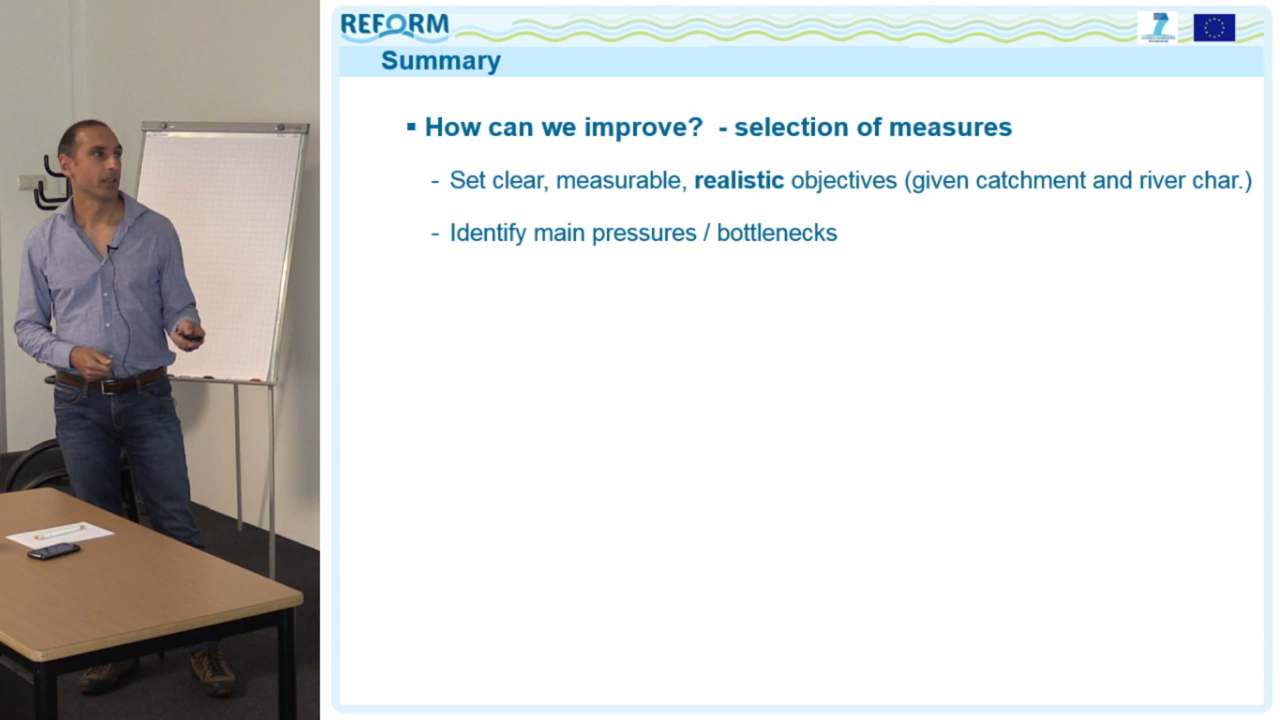 REFORM
Summary
▪ How can we improve? - selection of measures
- Set clear, measurable, realistic objectives (given catchment and river char.)
- Identify main pressures / bottlenecks